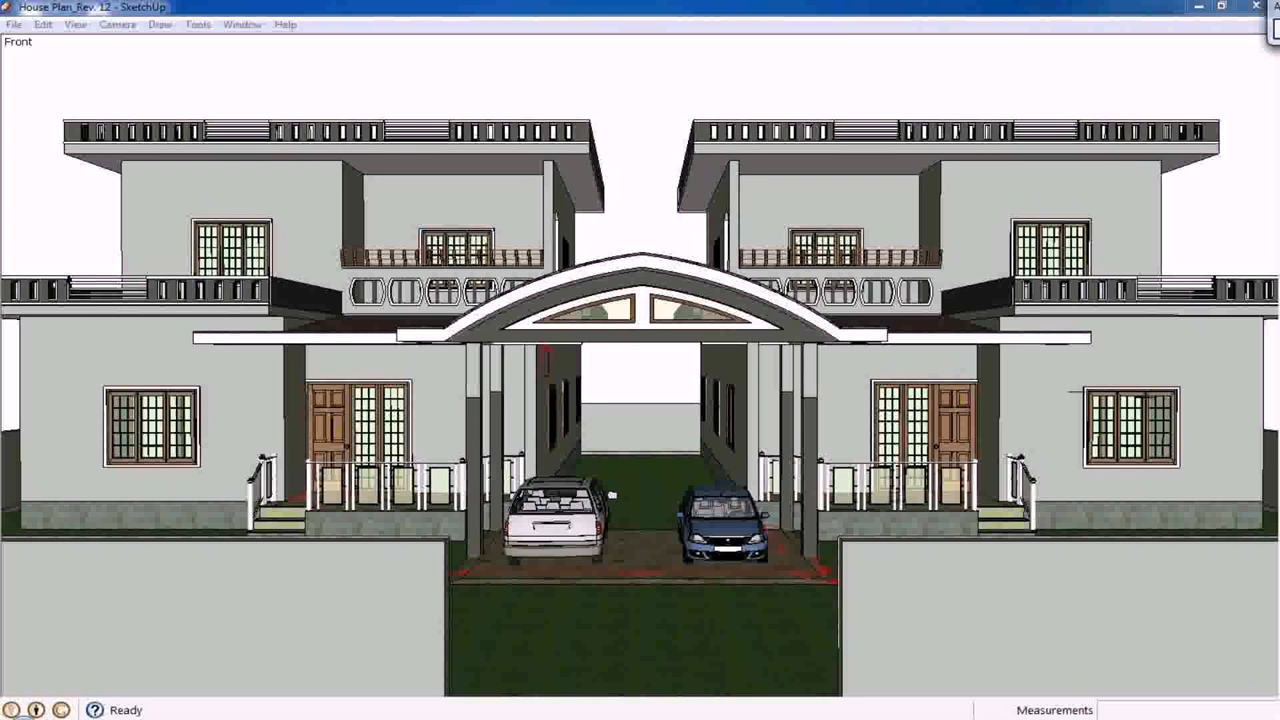 House Plan_Rev. 12 - SketchUp
File Edit View Camera Draw Tools Window Help
Front
Ready
Measurements